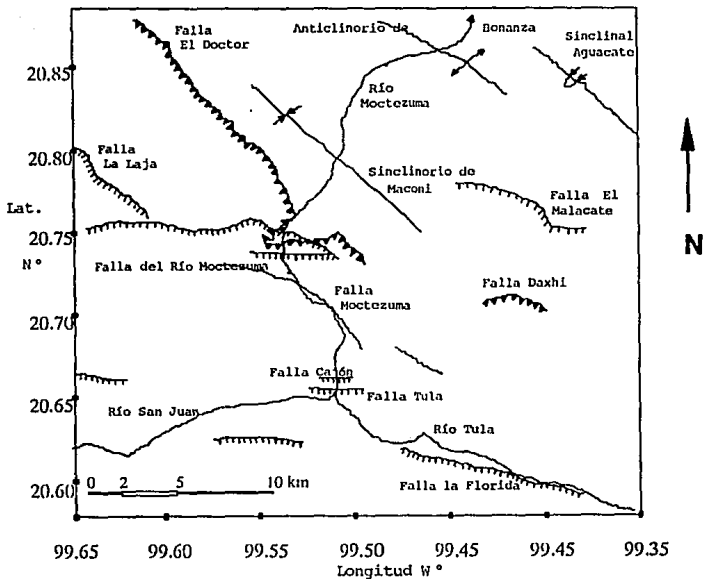 Falla
El Doctor
Anticlinorio de
Bonanza
Sinclinal
Aguacate
20.85
Río
Moctezuma
20.80
Falla
La Laja
Sinclinorio de
Maconi
Falla El
Malacate
Lat.
20.75
N
N°
Falla del Río Moctezuma
Falla
Moctezuma
Falla Daxhi
20.70
Falla Cajón
20.65
Falla Tula
Río San Juan
Río Tula
20.60
0 2 5 10 km
Falla la Florida
99.65 99.60 99.55 99.50 99.45 99.45 99.35
Longitud W°